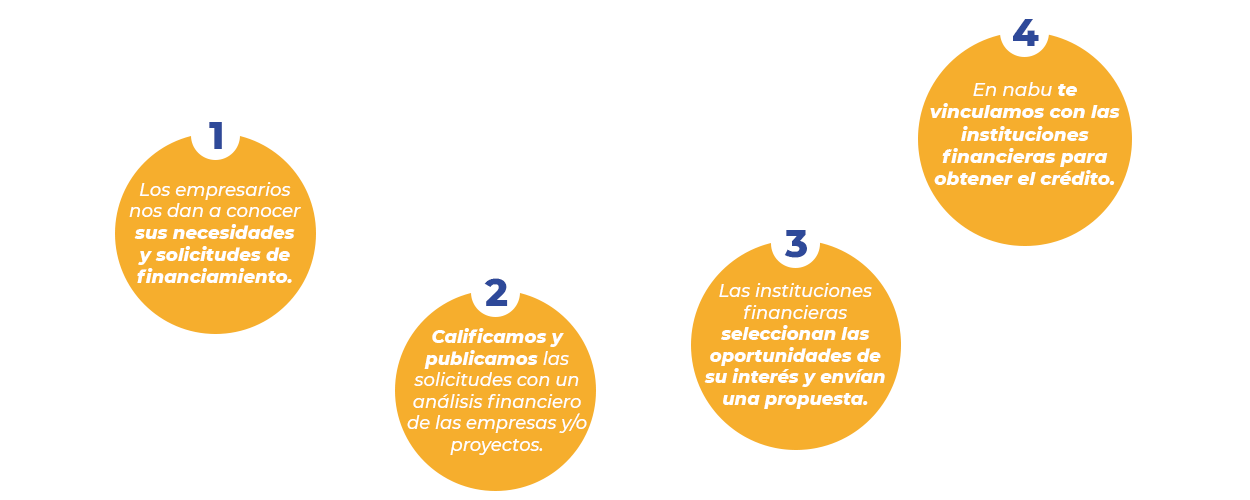 1
Los empresarios
nos dan a conocer
sus necesidades
y solicitudes de
financiamiento.
2
Calificamos y
publicamos las
solicitudes con un
análisis financiero
de las empresas y/o
proyectos.
3
Las instituciones
financieras
seleccionan las
oportunidades de
su interés y envían
una propuesta.
4
En nabu te
vinculamos con las
instituciones
financieras para
obtener el crédito.